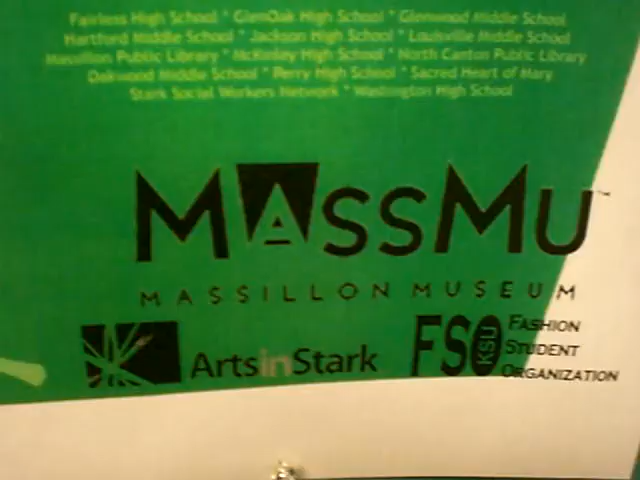 Fairless High School * GlenOak High School * Glenwood Middle School
Hartford Middle School * Jackson High School * Louisville Middle School
Massillon Public Library * McKinley High School * North Canton Public Library
Oakwood Middle School * Perry High School * Sacred Heart of Mary
Stark Social Workers Network * Washington High School
MASSMU™
MASSILLON MUSEUM
ArtsinStark
FSO KSU
FASHION
STUDENT
ORGANIZATION